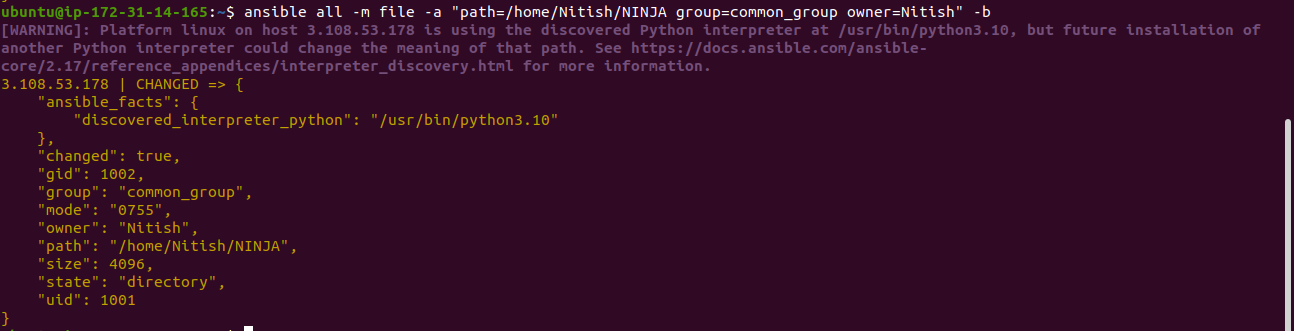 ubuntu@ip-172-31-14-165:~$ ansible all -m file -a "path=/home/Nitish/NINJA group=common_group owner=Nitish" -b
[WARNING]: Platform linux on host 3.108.53.178 is using the discovered Python interpreter at /usr/bin/python3.10, but future installation of
another Python interpreter could change the meaning of that path. See https://docs.ansible.com/ansible-
core/2.17/reference_appendices/interpreter_discovery.html for more information.
3.108.53.178 | CHANGED => {
    "ansible_facts": {
        "discovered_interpreter_python": "/usr/bin/python3.10"
    },
    "changed": true,
    "gid": 1002,
    "group": "common_group",
    "mode": "0755",
    "owner": "Nitish",
    "path": "/home/Nitish/NINJA",
    "size": 4096,
    "state": "directory",
    "uid": 1001
}